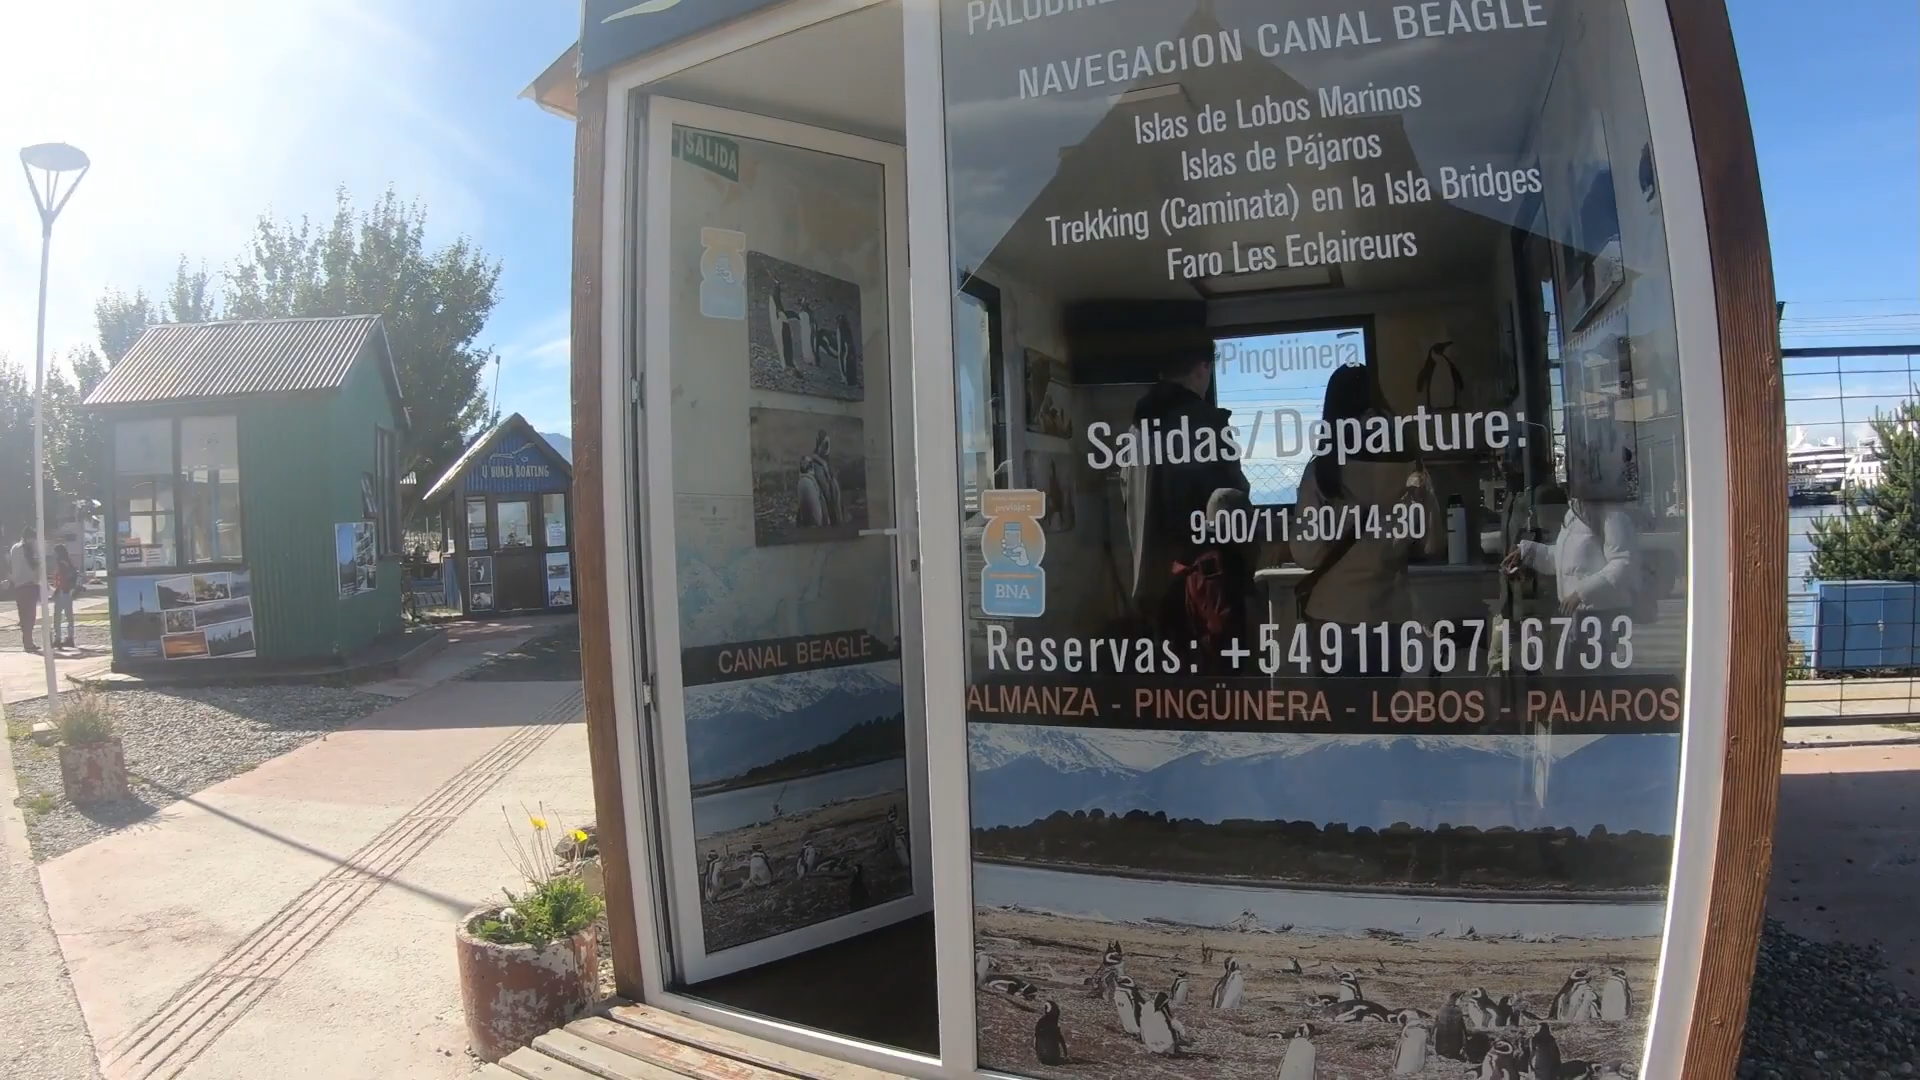 NAVEGACION CANAL BEAGLE
Islas de Lobos Marinos
Islas de Pájaros
Trekking (Caminata) en la Isla Bridges
Faro Les Eclaireurs
Pingüinera
Salidas/Departure:
9:00/11:30/14:30
Reservas: +5491166716733
ALMANZA - PINGÜINERA - LOBOS - PAJAROS
SALIDA
CANAL BEAGLE
BNA
BOATING